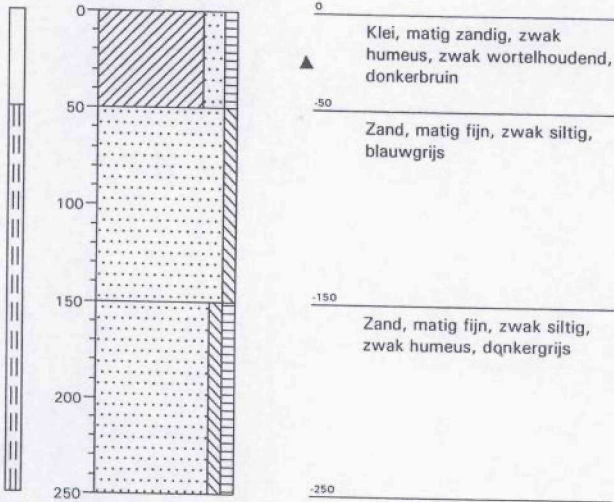 0
50
100
150
200
250
0
Klei, matig zandig, zwak
humeus, zwak wortelhoudend,
donkerbruin
-50
Zand, matig fijn, zwak siltig,
blauwgrijs
-150
Zand, matig fijn, zwak siltig,
zwak humeus, donkergrijs
-250